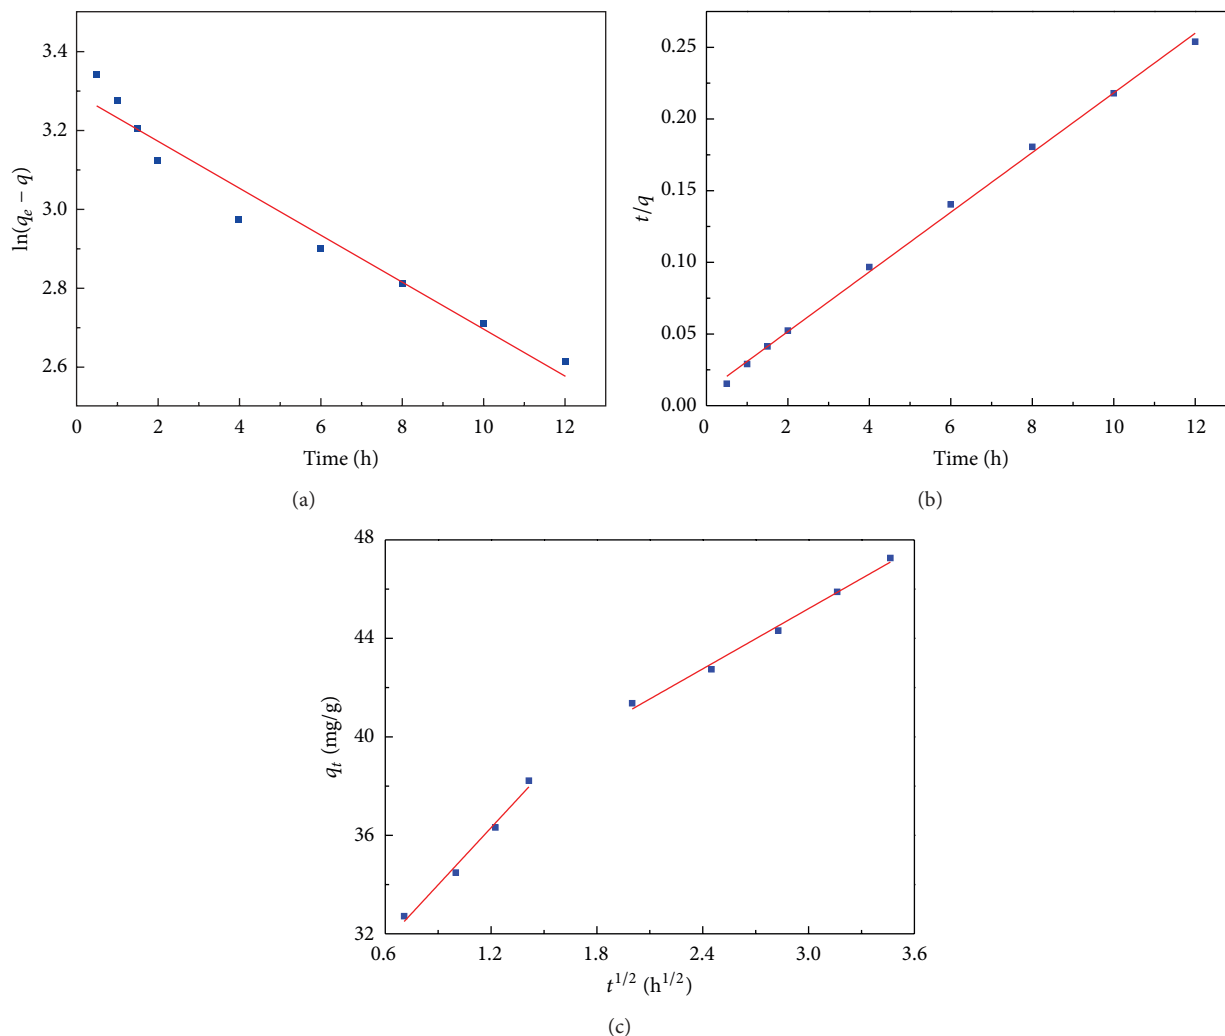 3.4
3.2
3.0
2.8
2.6
ln(qₑ − q)
0 2 4 6 8 10 12
Time (h)
(a)
0.25
0.20
0.15
0.10
0.05
0.00
t/q
0 2 4 6 8 10 12
Time (h)
(b)
48
44
40
36
32
qₜ (mg/g)
0.6 1.2 1.8 2.4 3.0 3.6
t^{1/2} (h^{1/2})
(c)